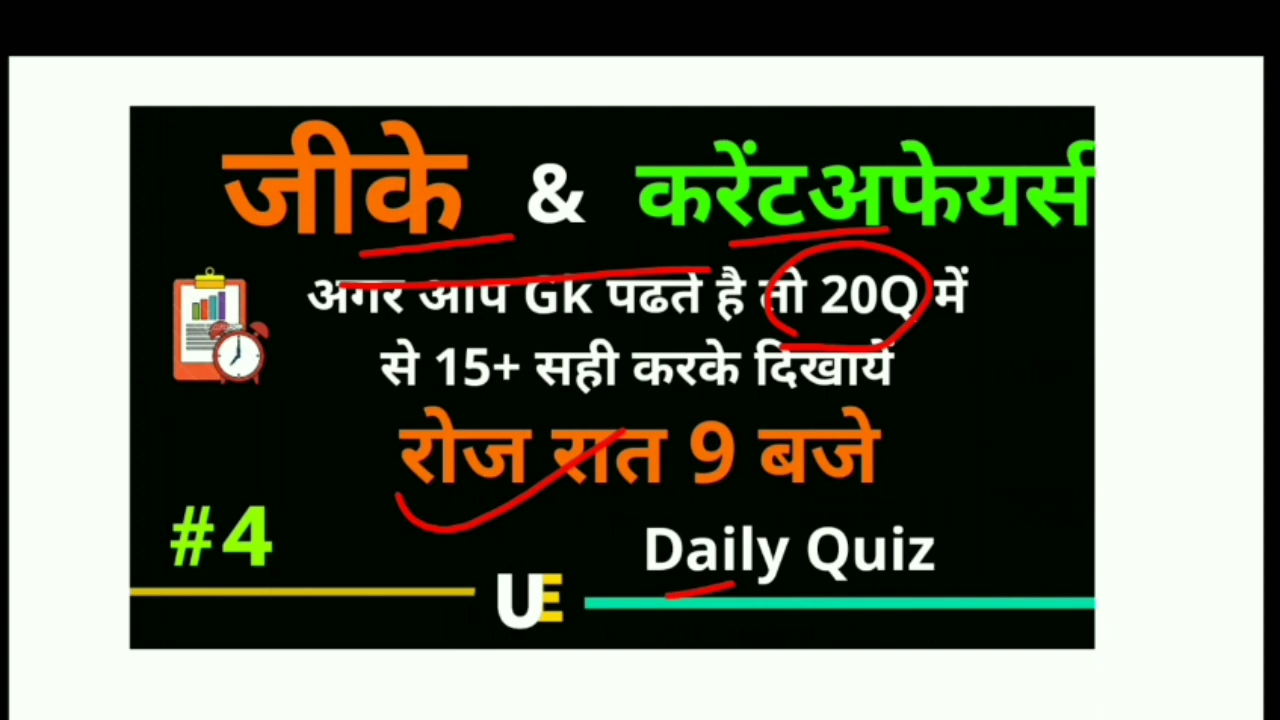 जीके & करेंटअफेयर्स
अगर आप Gk पढते है तो 20Q में
से 15+ सही करके दिखायें
रोज रात 9 बजे
#4
Daily Quiz
UE